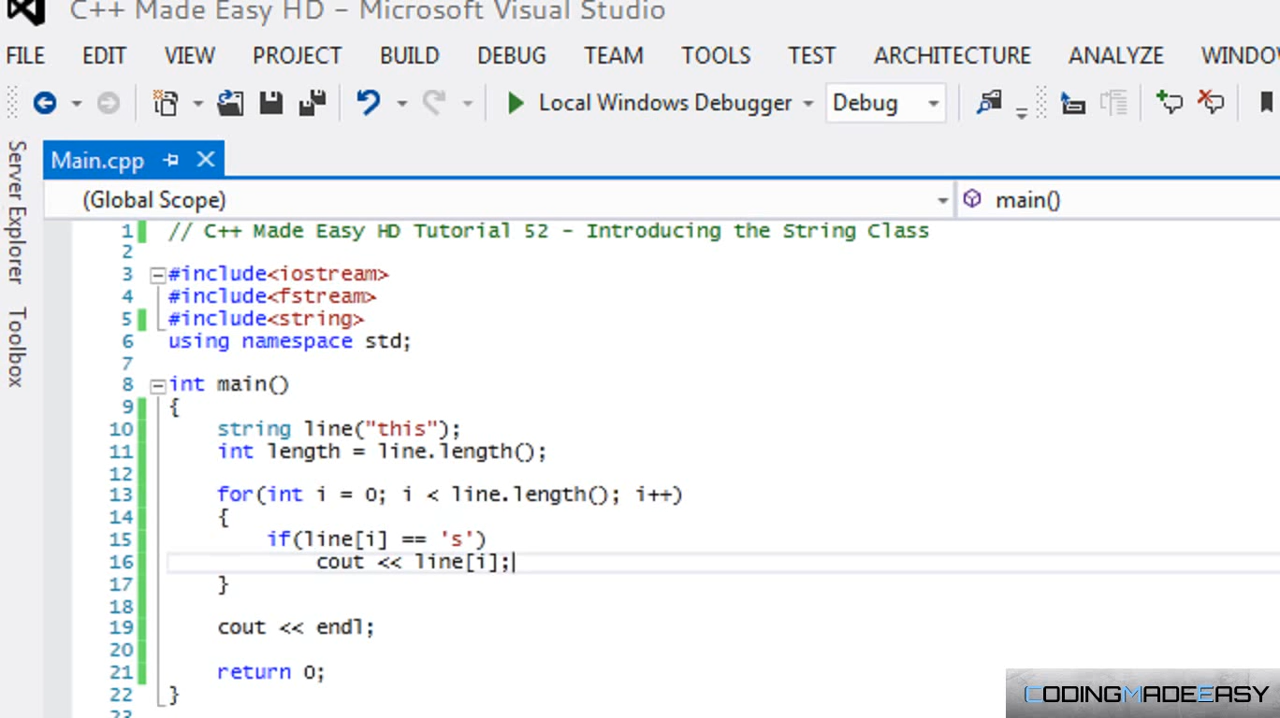 C++ Made Easy HD - Microsoft Visual Studio
FILE EDIT VIEW PROJECT BUILD DEBUG TEAM TOOLS TEST ARCHITECTURE ANALYZE
Local Windows Debugger Debug
Server Explorer
Toolbox
Main.cpp
(Global Scope) main()
1 // C++ Made Easy HD Tutorial 52 - Introducing the String Class
2
3 #include<iostream>
4 #include<fstream>
5 #include<string>
6 using namespace std;
7
8 int main()
9 {
10 string line("this");
11 int length = line.length();
12
13 for(int i = 0; i < line.length(); i++)
14 {
15 if(line[i] == 's')
16 cout << line[i];
17 }
18
19 cout << endl;
20
21 return 0;
22 }
23
CODINGMADEEASY